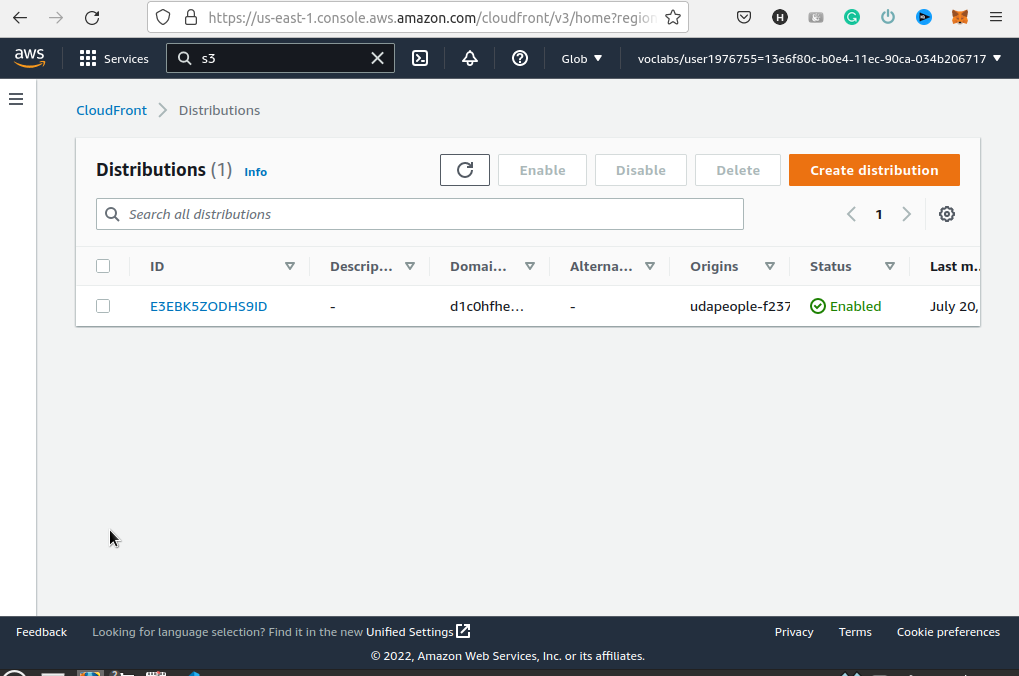 https://us-east-1.console.aws.amazon.com/cloudfront/v3/home?region
aws Services s3 Glob voclabs/user1976755=13e6f80c-b0e4-11ec-90ca-034b206717
CloudFront Distributions
Distributions (1) Info Enable Disable Delete Create distribution
Search all distributions 1
ID Descrip... Domai... Alterna... Origins Status Last m...
E3EBK5ZODHS9ID - d1c0hfhe... - udapeople-f237 Enabled July 20,
Feedback Looking for language selection? Find it in the new Unified Settings Privacy Terms Cookie preferences
© 2022, Amazon Web Services, Inc. or its affiliates.